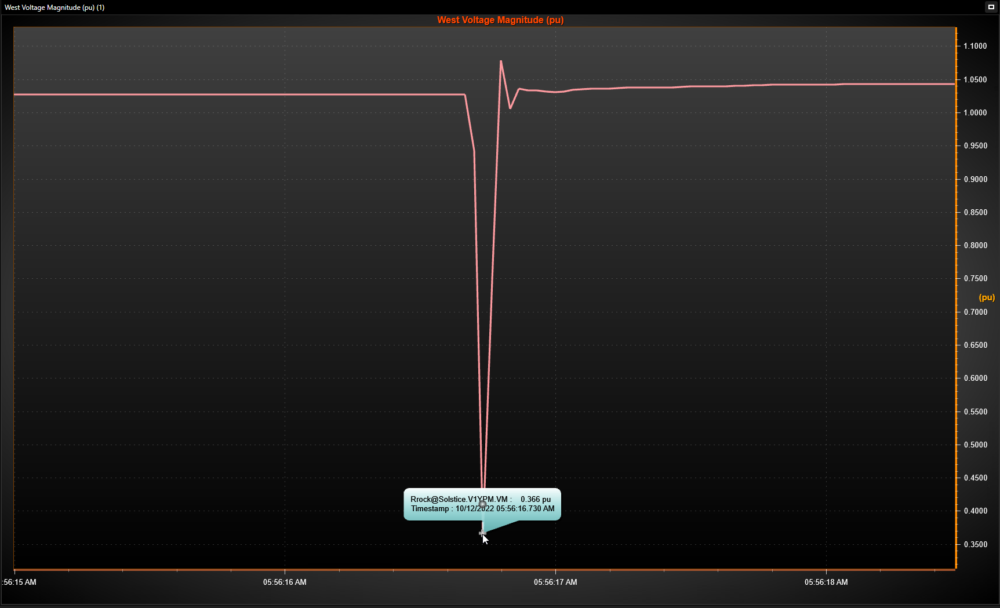 West Voltage Magnitude (pu) (1)
West Voltage Magnitude (pu)
1.1000
1.0500
1.0000
0.9500
0.9000
0.8500
0.8000
0.7500
(pu)
0.7000
0.6500
0.6000
0.5500
0.5000
0.4500
Rrock@Solstice.V1YPM.VM : 0.366 pu
Timestamp : 10/12/2022 05:56:16.730 AM
0.4000
0.3500
:56:15 AM
05:56:16 AM
05:56:17 AM
05:56:18 AM